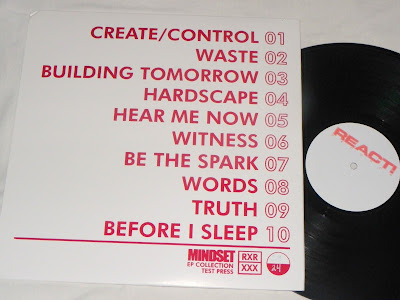 CREATE/CONTROL 01
WASTE 02
BUILDING TOMORROW 03
HARDSCAPE 04
HEAR ME NOW 05
WITNESS 06
BE THE SPARK 07
WORDS 08
TRUTH 09
BEFORE I SLEEP 10
MINDSET
EP COLLECTION
TEST PRESS
RXR
XXX
24
REACT!